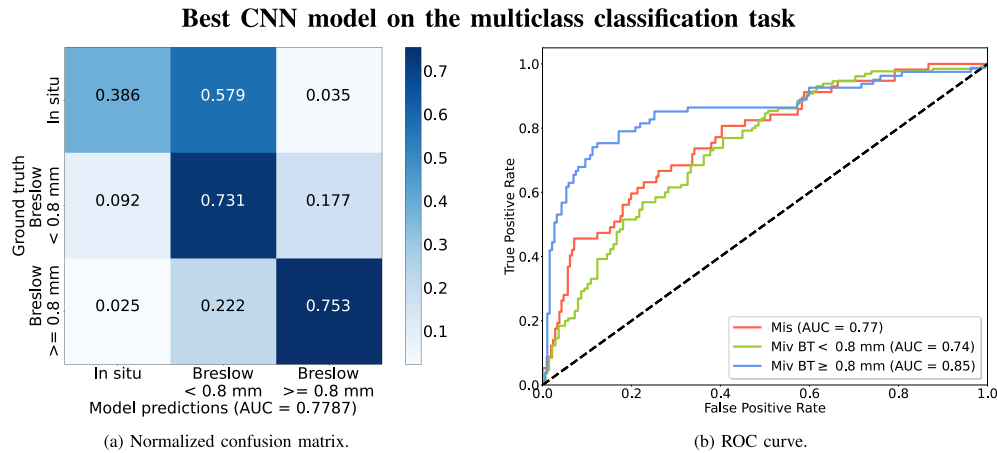 Best CNN model on the multiclass classification task
In situ
0.386
0.579
0.035
Ground truth
Breslow
< 0.8 mm
0.092
0.731
0.177
Breslow
>= 0.8 mm
0.025
0.222
0.753
In situ
Breslow
< 0.8 mm
Breslow
>= 0.8 mm
Model predictions (AUC = 0.7787)
0.7
0.6
0.5
0.4
0.3
0.2
0.1
(a) Normalized confusion matrix.
True Positive Rate
1.0
0.8
0.6
0.4
0.2
0.0
Mis (AUC = 0.77)
Miv BT < 0.8 mm (AUC = 0.74)
Miv BT ≥ 0.8 mm (AUC = 0.85)
0.0
0.2
0.4
0.6
0.8
1.0
False Positive Rate
(b) ROC curve.